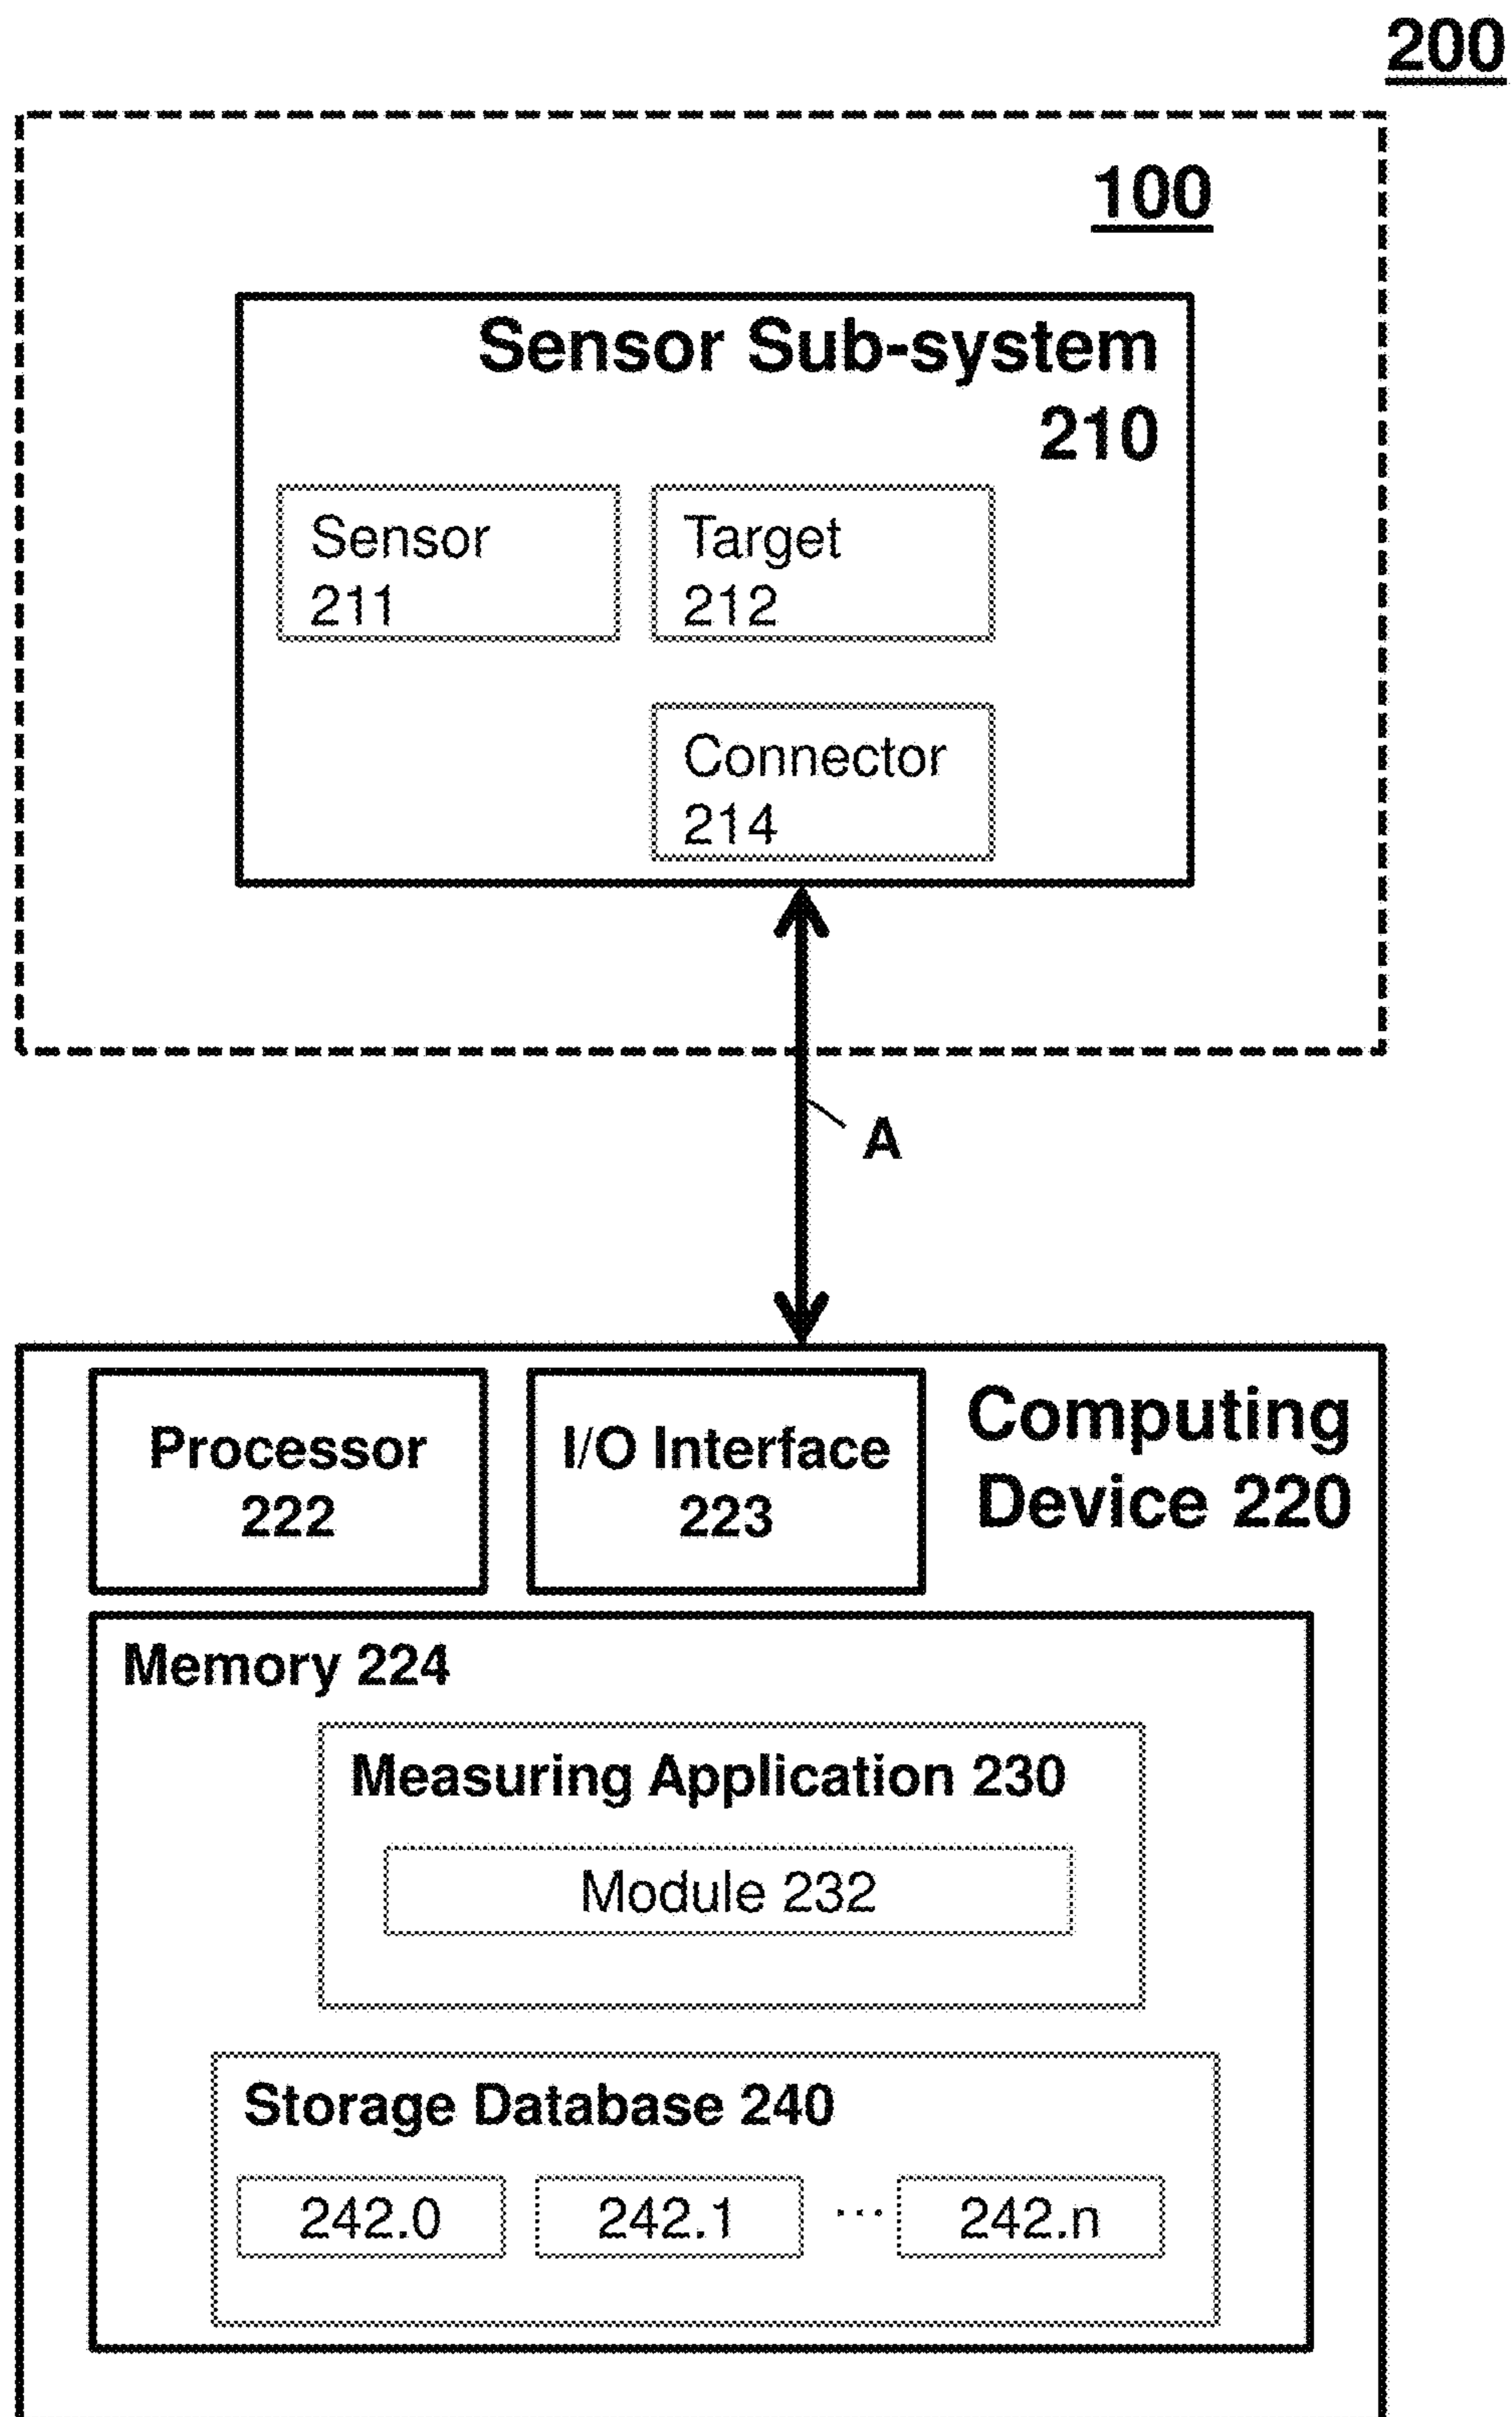 200
100
Sensor Sub-system
210
Sensor
211
Target
212
Connector
214
A
Processor
222
I/O Interface
223
Computing
Device 220
Memory 224
Measuring Application 230
Module 232
Storage Database 240
242.0 242.1 ... 242.n